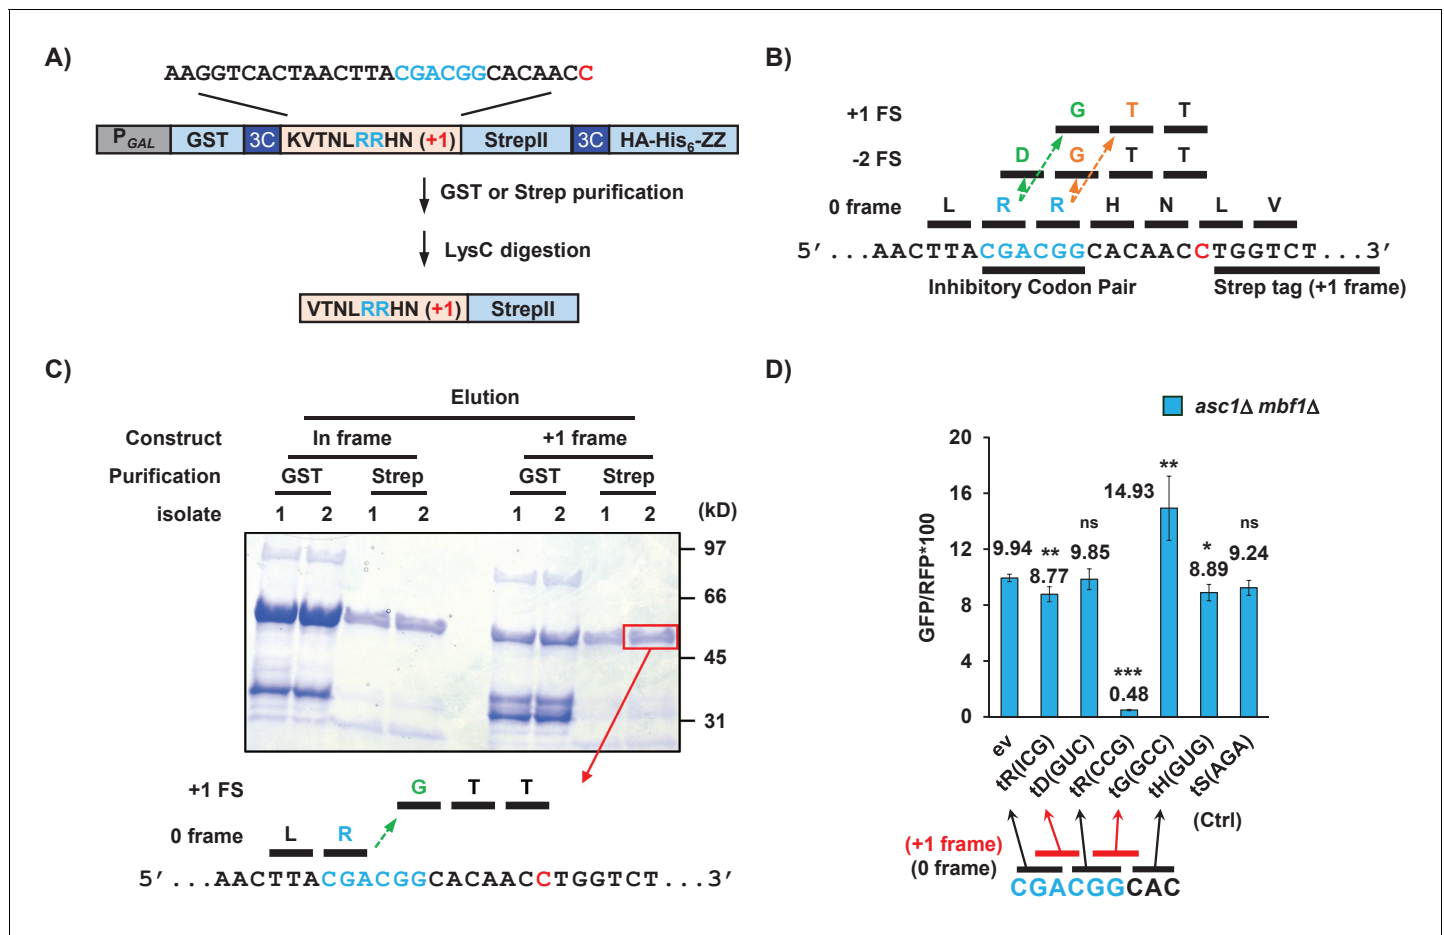 A)
AAGGTCACTAACTTACGACGGCACAACC
P_GAL GST 3C KVTNLRRHN (+1) StrepII 3C HA-His₆-ZZ
GST or Strep purification
LysC digestion
VTNLRRHN (+1) StrepII
B)
+1 FS G T T
-2 FS D G T T
0 frame L R R H N L V
5′ ...AACTTACGACGGCACAACCTGGTCT...3′
Inhibitory Codon Pair Strep tag (+1 frame)
C)
Elution
Construct In frame +1 frame
Purification GST Strep GST Strep
isolate 1 2 1 2 1 2 1 2 (kD)
97
66
45
31
+1 FS G T T
0 frame L R
5′ ...AACTTACGACGGCACAACCTGGTCT...3′
D)
asc1Δ mbf1Δ
GFP/RFP*100
20
16
12
8
4
0
9.94
** 8.77
ns 9.85
*** 0.48
** 14.93
* 8.89
ns 9.24
ev tR(ICG) tD(GUC) tR(CCG) tG(GCC) tH(GUG) tS(AGA)
(Ctrl)
(+1 frame)
(0 frame)
CGACGGCAC